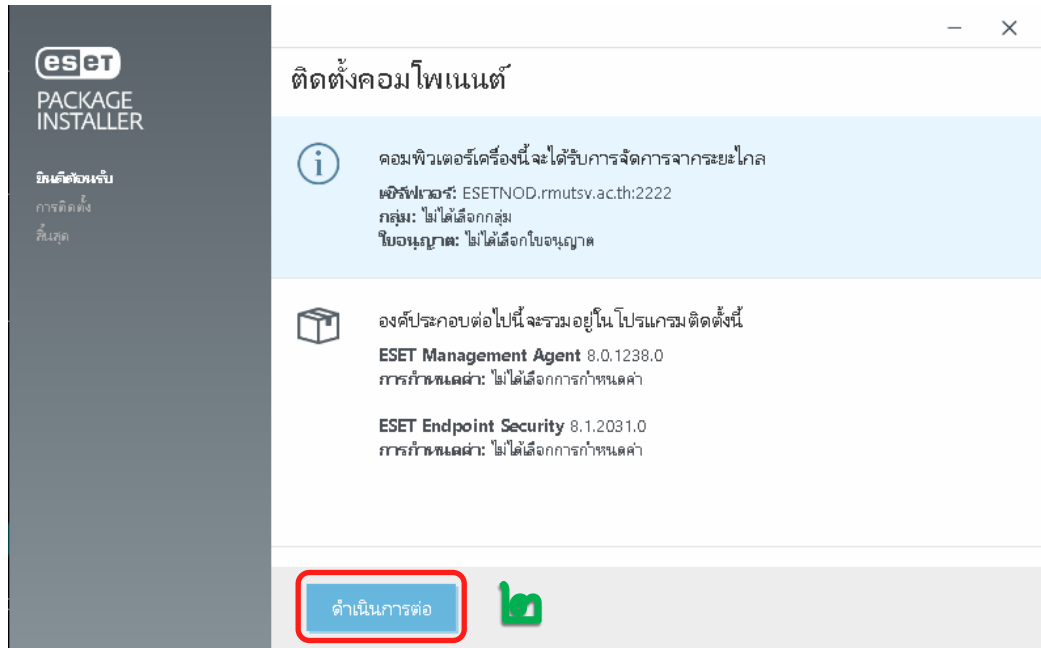 eset
PACKAGE
INSTALLER
ยินดีต้อนรับ
การติดตั้ง
สิ้นสุด
ติดตั้งคอมโพเนนต์
คอมพิวเตอร์เครื่องนี้จะได้รับการจัดการจากระยะไกล
เซิร์ฟเวอร์: ESETNOD.rmutsv.ac.th:2222
กลุ่ม: ไม่ได้เลือกกลุ่ม
ใบอนุญาต: ไม่ได้เลือกใบอนุญาต
องค์ประกอบต่อไปนี้จะรวมอยู่ในโปรแกรมติดตั้งนี้
ESET Management Agent 8.0.1238.0
การกำหนดค่า: ไม่ได้เลือกการกำหนดค่า
ESET Endpoint Security 8.1.2031.0
การกำหนดค่า: ไม่ได้เลือกการกำหนดค่า
ดำเนินการต่อ
๒